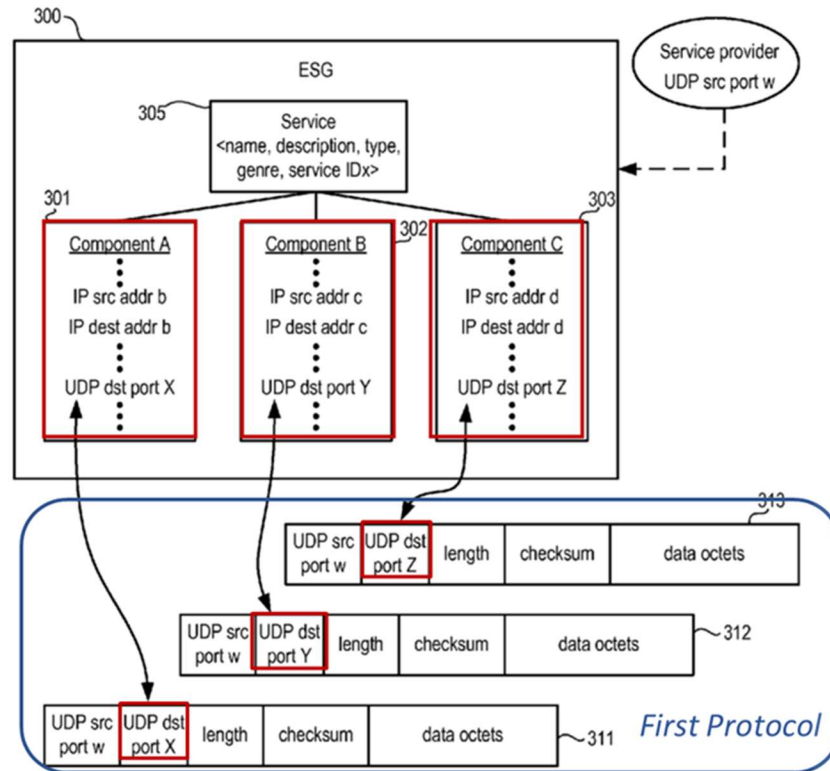 300
ESG
Service provider
UDP src port w
305
Service
<name, description, type,
genre, service IDx>
301
Component A
IP src addr b
IP dest addr b
UDP dst port X
302
Component B
IP src addr c
IP dest addr c
UDP dst port Y
303
Component C
IP src addr d
IP dest addr d
UDP dst port Z
313
UDP src
port w
UDP dst
port Z
length
checksum
data octets
312
UDP src
port w
UDP dst
port Y
length
checksum
data octets
311
UDP src
port w
UDP dst
port X
length
checksum
data octets
First Protocol